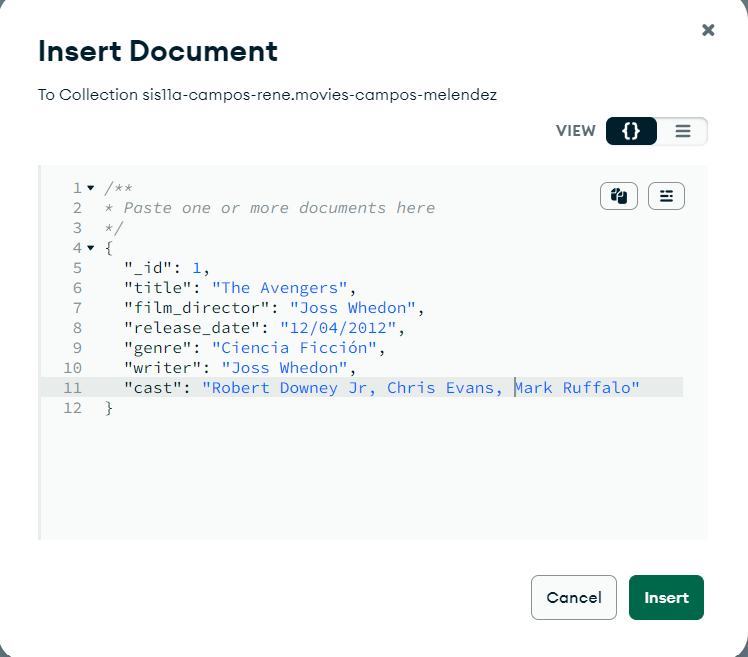 Insert Document
To Collection sis11a-campos-rene.movies-campos-melendez
VIEW {}
1 /**
2 * Paste one or more documents here
3 */
4 {
5 "_id": 1,
6 "title": "The Avengers",
7 "film_director": "Joss Whedon",
8 "release_date": "12/04/2012",
9 "genre": "Ciencia Ficción",
10 "writer": "Joss Whedon",
11 "cast": "Robert Downey Jr, Chris Evans, Mark Ruffalo"
12 }
Cancel Insert